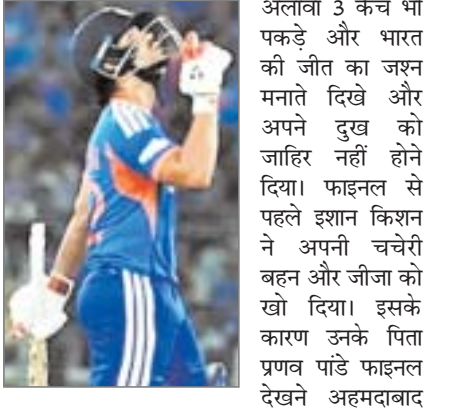 अलावा 3 कैच भी
पकड़े और भारत
की जीत का जश्न
मनाते दिखे और
अपने दुख को
जाहिर नहीं होने
दिया। फाइनल से
पहले इशान किशन
ने अपनी चचेरी
बहन और जीजा को
खो दिया। इसके
कारण उनके पिता
प्रणव पांडे फाइनल
देखने अहमदाबाद